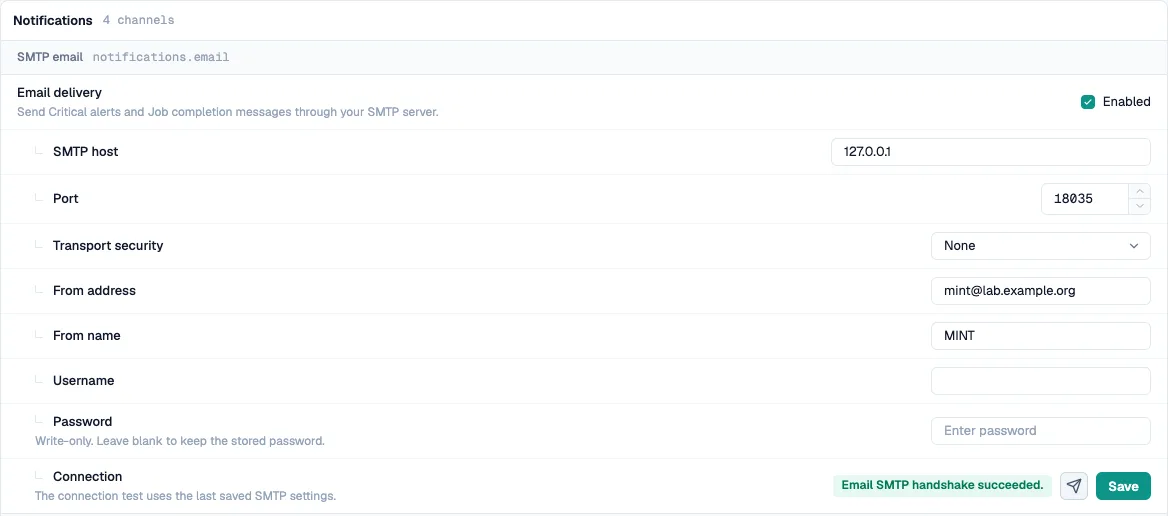 Notifications 4 channels
SMTP email notifications.email
Email delivery
Send Critical alerts and Job completion messages through your SMTP server.
Enabled
SMTP host
127.0.0.1
Port
18035
Transport security
None
From address
mint@lab.example.org
From name
MINT
Username
Password
Write-only. Leave blank to keep the stored password.
Enter password
Connection
The connection test uses the last saved SMTP settings.
Email SMTP handshake succeeded.
Save